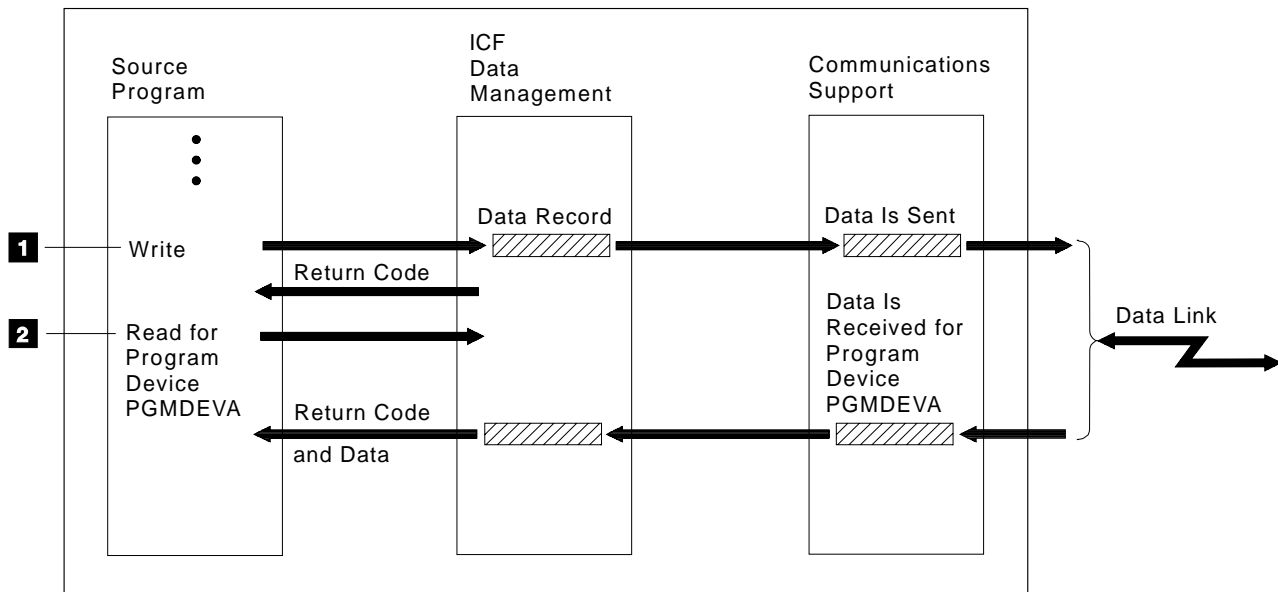 Source
Program
ICF
Data
Management
Communications
Support
Data Record
Data Is Sent
1
Write
Return Code
2
Read for
Program
Device
PGMDEVA
Data Is
Received for
Program
Device
PGMDEVA
Data Link
Return Code
and Data